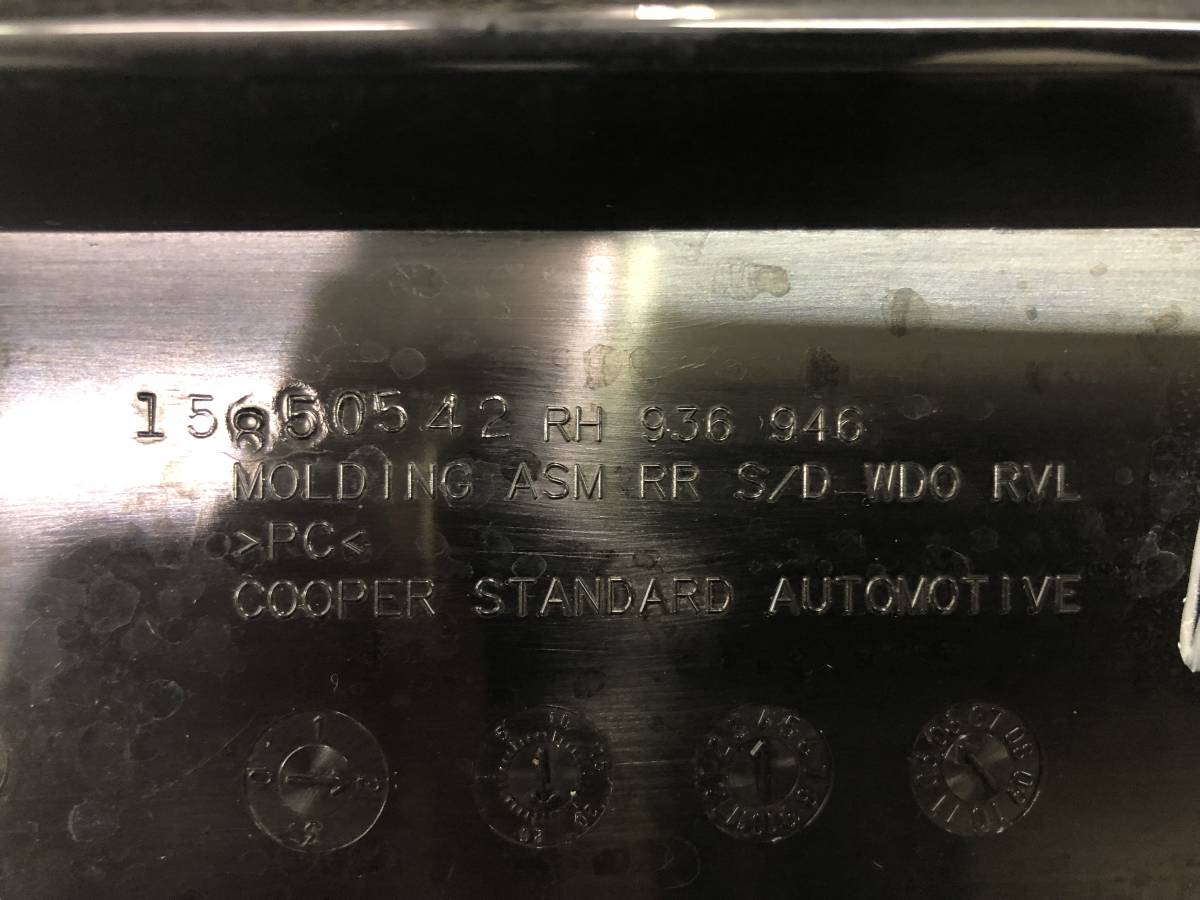 15850542 RH 936 946
MOLDING ASM RR S/D WDO RVL
>PC<
COOPER STANDARD AUTOMOTIVE